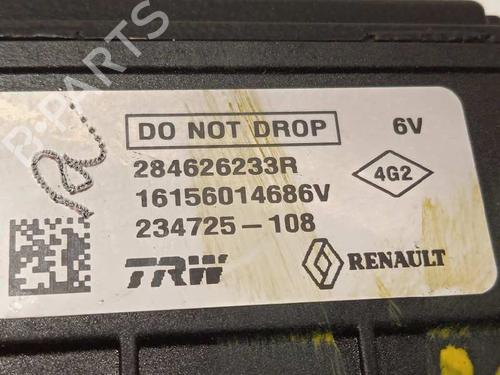 DO NOT DROP 6V
284626233R
4G2
16156014686V
234725-108
TRW RENAULT
B-PARTS